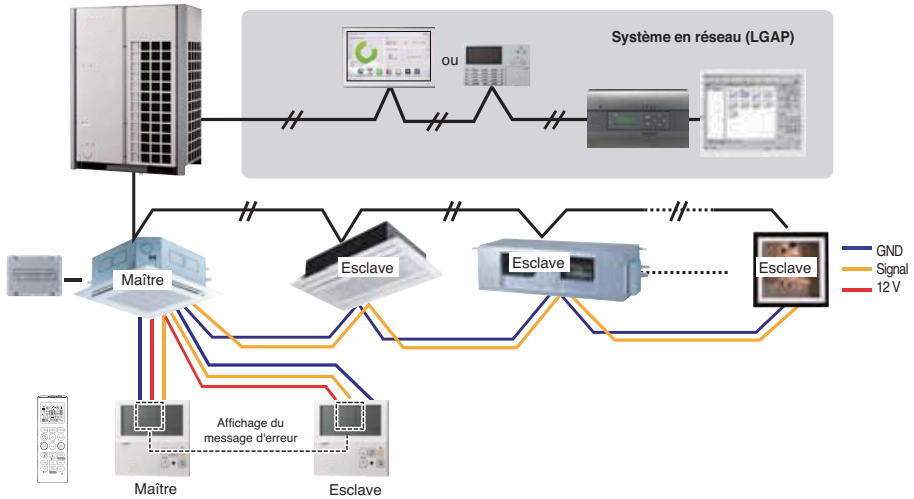 Système en réseau (LGAP)
ou
Maître
Esclave
Esclave
Esclave
GND
Signal
12 V
Affichage du
message d'erreur
Maître
Esclave